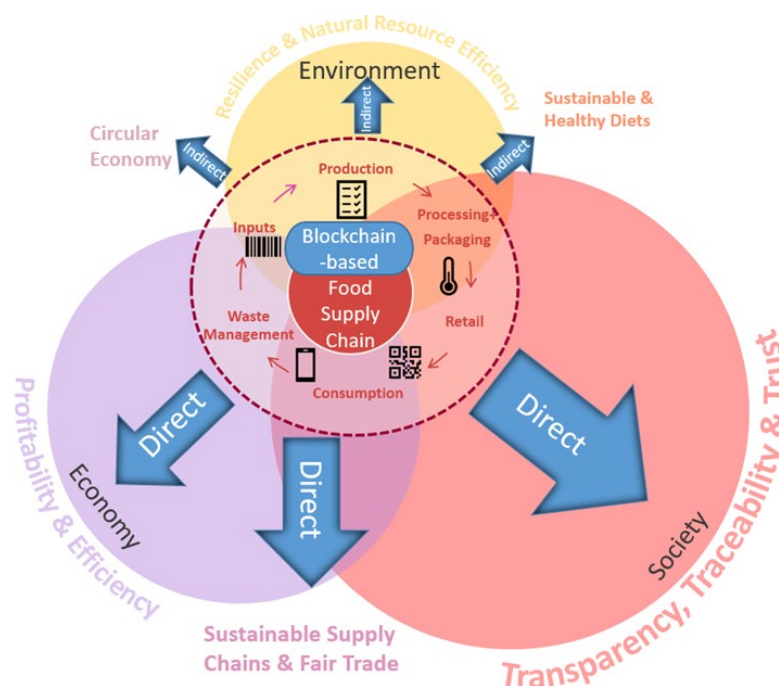 Resilience & Natural Resource Efficiency
Environment
Indirect
Circular
Economy
Indirect
Sustainable &
Healthy Diets
Indirect
Production
Processing+
Packaging
Inputs
Blockchain
-based
Food
Supply
Chain
Waste
Management
Retail
Consumption
Direct
Economy
Profitability & Efficiency
Direct
Sustainable Supply
Chains & Fair Trade
Direct
Society
Transparency, Traceability & Trust